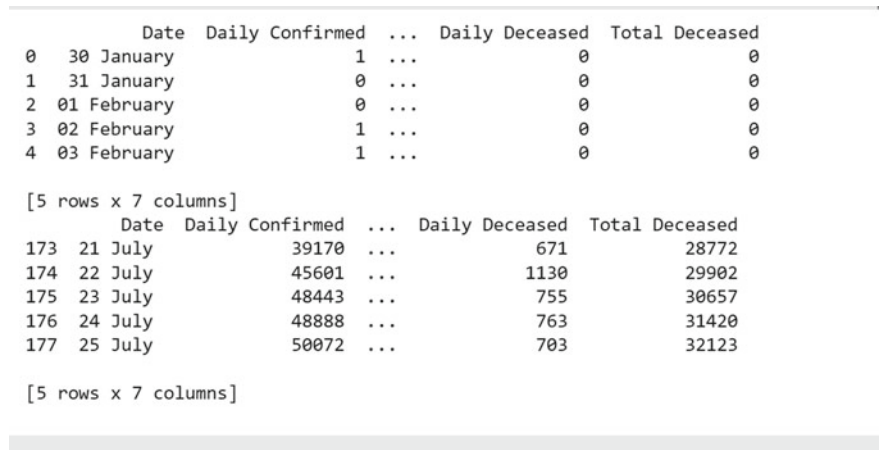 Date Daily Confirmed ... Daily Deceased Total Deceased
0 30 January 1 ... 0 0
1 31 January 0 ... 0 0
2 01 February 0 ... 0 0
3 02 February 1 ... 0 0
4 03 February 1 ... 0 0
[5 rows x 7 columns]
Date Daily Confirmed ... Daily Deceased Total Deceased
173 21 July 39170 ... 671 28772
174 22 July 45601 ... 1130 29902
175 23 July 48443 ... 755 30657
176 24 July 48888 ... 763 31420
177 25 July 50072 ... 703 32123
[5 rows x 7 columns]